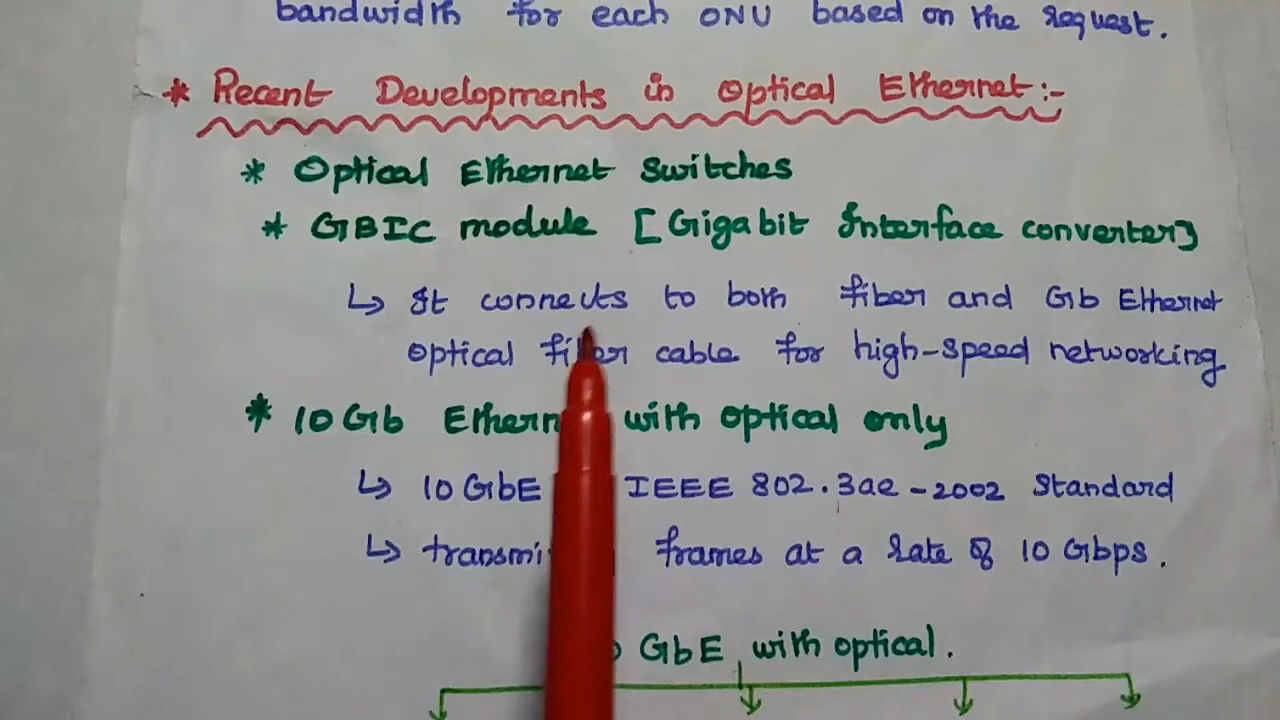 bandwidth for each ONU based on the request.
* Recent Developments in Optical Ethernet:-
* Optical Ethernet Switches
* GBIC module [Gigabit Interface converter]
↳ It connects to both fiber and Gb Ethernet
optical fiber cable for high-speed networking
* 10 Gb Ethern with optical only
↳ 10 GbE IEEE 802.3ae-2002 Standard
↳ transmi frames at a rate of 10 Gbps.
GbE with optical.